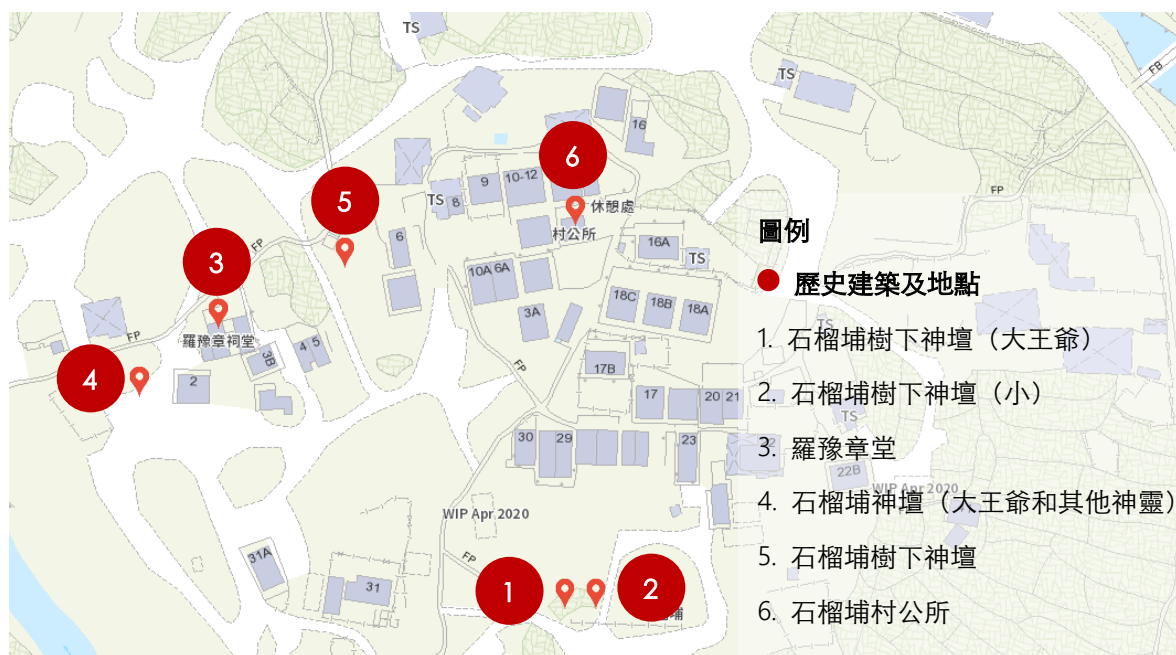 TS
TS
FB
16
6
10-12
9
5
TS
8
FP
休憩處
村公所
6
16A
TS
圖例
3
FP
10A 6A
歷史建築及地點
18C
18B
18A
3A
TS
1. 石榴埔樹下神壇（大王爺）
FP
羅豫章祠堂
3B
4 5
FP
17B
4
2
2. 石榴埔樹下神壇（小）
17
20 21
TS
30
29
23
3. 羅豫章堂
22B
WIP Apr 2020
WIP Apr 2020
4. 石榴埔神壇（大王爺和其他神靈）
31A
FP
5. 石榴埔樹下神壇
31
1
2
埔
6. 石榴埔村公所